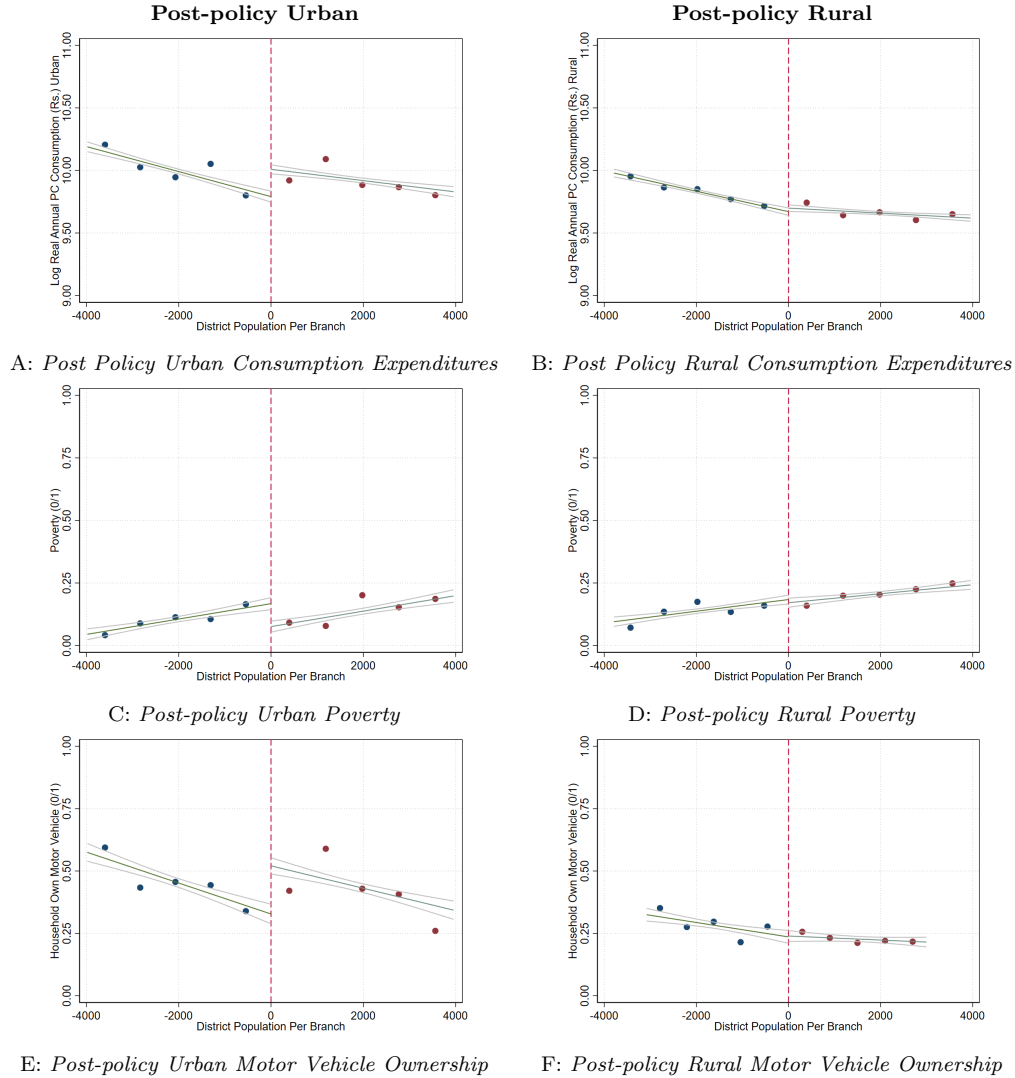 Post-policy Urban
Post-policy Rural
Log Real Annual PC Consumption (Rs.) Urban
11.00
10.50
10.00
9.50
9.00
-4000 -2000 0 2000 4000
District Population Per Branch
Log Real Annual PC Consumption (Rs.) Rural
11.00
10.50
10.00
9.50
9.00
-4000 -2000 0 2000 4000
District Population Per Branch
A: Post Policy Urban Consumption Expenditures
B: Post Policy Rural Consumption Expenditures
Poverty (0/1)
1.00
0.75
0.50
0.25
0.00
-4000 -2000 0 2000 4000
District Population Per Branch
Poverty (0/1)
1.00
0.75
0.50
0.25
0.00
-4000 -2000 0 2000 4000
District Population Per Branch
C: Post-policy Urban Poverty
D: Post-policy Rural Poverty
Household Own Motor Vehicle (0/1)
1.00
0.75
0.50
0.25
0.00
-4000 -2000 0 2000 4000
District Population Per Branch
Household Own Motor Vehicle (0/1)
1.00
0.75
0.50
0.25
0.00
-4000 -2000 0 2000 4000
District Population Per Branch
E: Post-policy Urban Motor Vehicle Ownership
F: Post-policy Rural Motor Vehicle Ownership